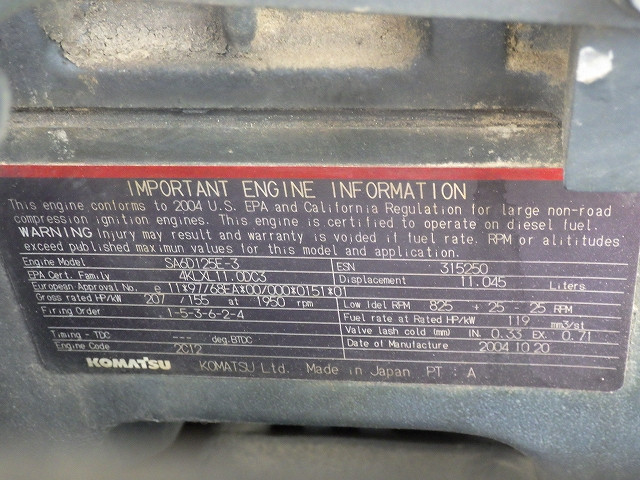 IMPORTANT ENGINE INFORMATION
This engine conforms to 2004 U.S. EPA and California Regulation for large non-road
compression ignition engines. This engine is certified to operate on diesel fuel.
WARNING Injury may result and warranty is voided if fuel rate. RPM or altitudes
exceed published maximun values for this model and application.
Engine Model SA6D125E-3 ESN 315250
EPA Cert. Family 4KLXL11.0DC3 Displacement 11.045 Liters
European Approval No. e 11*97/68EA*00/000*0151*01
Gross rated HP/KW 207 / 155 at 1950 rpm Low Idel RPM 825 + 25 - 25 RPM
Firing Order 1-5-3-6-2-4 Fuel rate at Rated HP/kW 119 mm3/st
Valve lash cold (mm) IN. 0.33 EX. 0.71
Timing - TDC --- deg.BTDC Date of Manufacture 2004.10.20
Engine Code 2C12
KOMATSU KOMATSU Ltd. Made in Japan PT : A